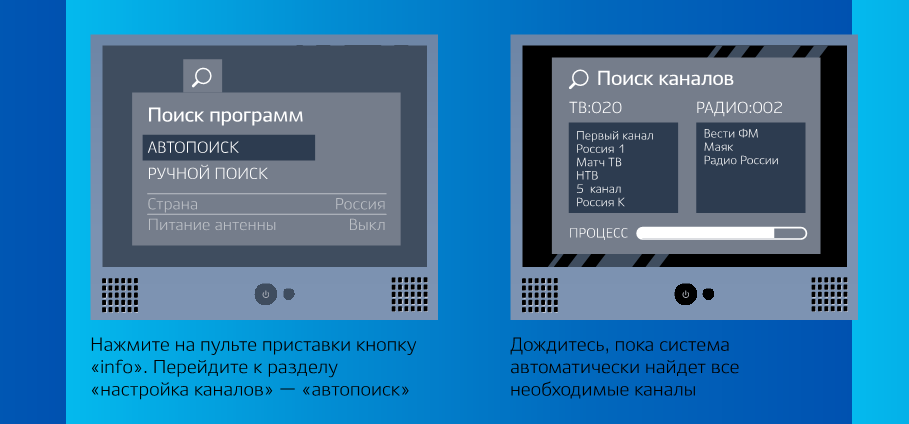 Поиск программ
АВТОПОИСК
РУЧНОЙ ПОИСК
Страна Россия
Питание антенны Выкл
Нажмите на пульте приставки кнопку
«info». Перейдите к разделу
«настройка каналов» — «автопоиск»
Поиск каналов
ТВ:020 РАДИО:002
Первый канал
Россия 1
Матч ТВ
НТВ
5 канал
Россия К
Вести ФМ
Маяк
Радио России
ПРОЦЕСС
Дождитесь, пока система
автоматически найдет все
необходимые каналы